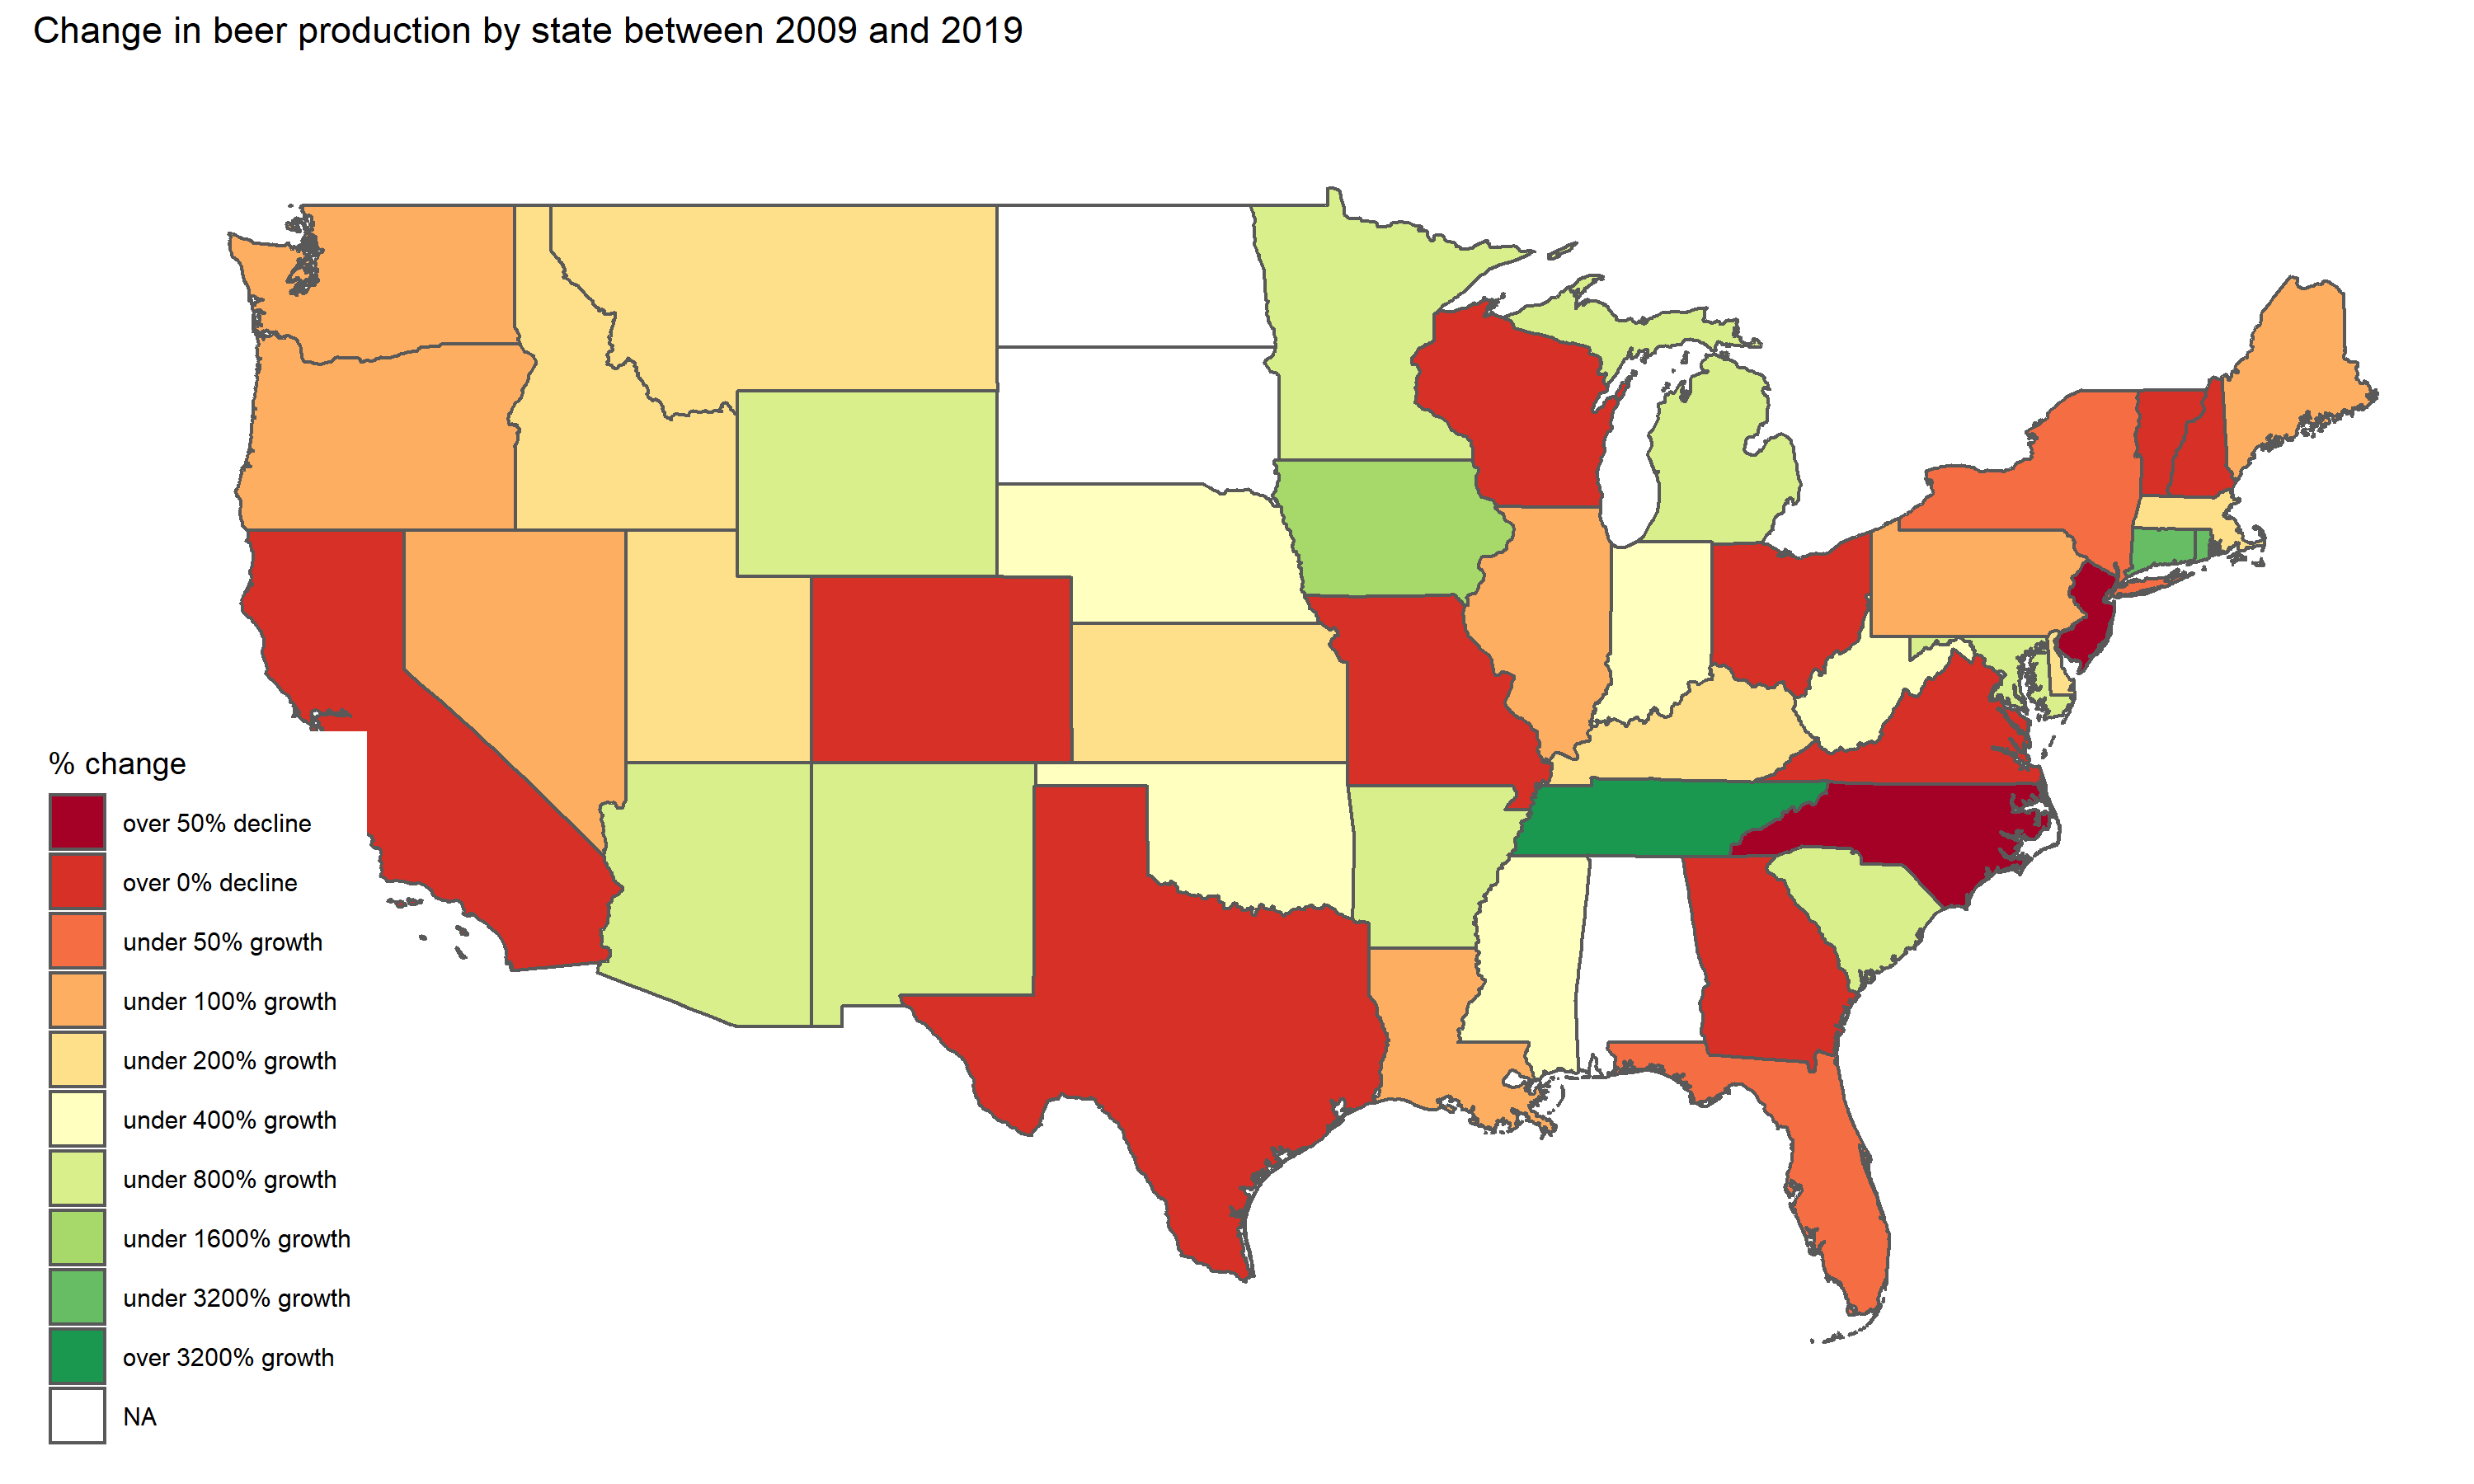 Change in beer production by state between 2009 and 2019
% change
over 50% decline
over 0% decline
under 50% growth
under 100% growth
under 200% growth
under 400% growth
under 800% growth
under 1600% growth
under 3200% growth
over 3200% growth
NA